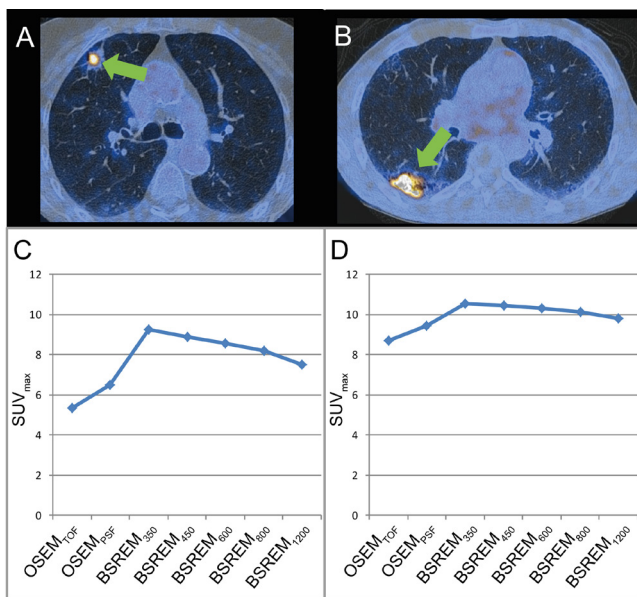 A
B
C
D
12
10
8
6
4
2
0
SUVmax
OSEMTOF
OSEMPSF
BSREM350
BSREM450
BSREM600
BSREM800
BSREM1200
12
10
8
6
4
2
0
SUVmax
OSEMTOF
OSEMPSF
BSREM350
BSREM450
BSREM600
BSREM800
BSREM1200